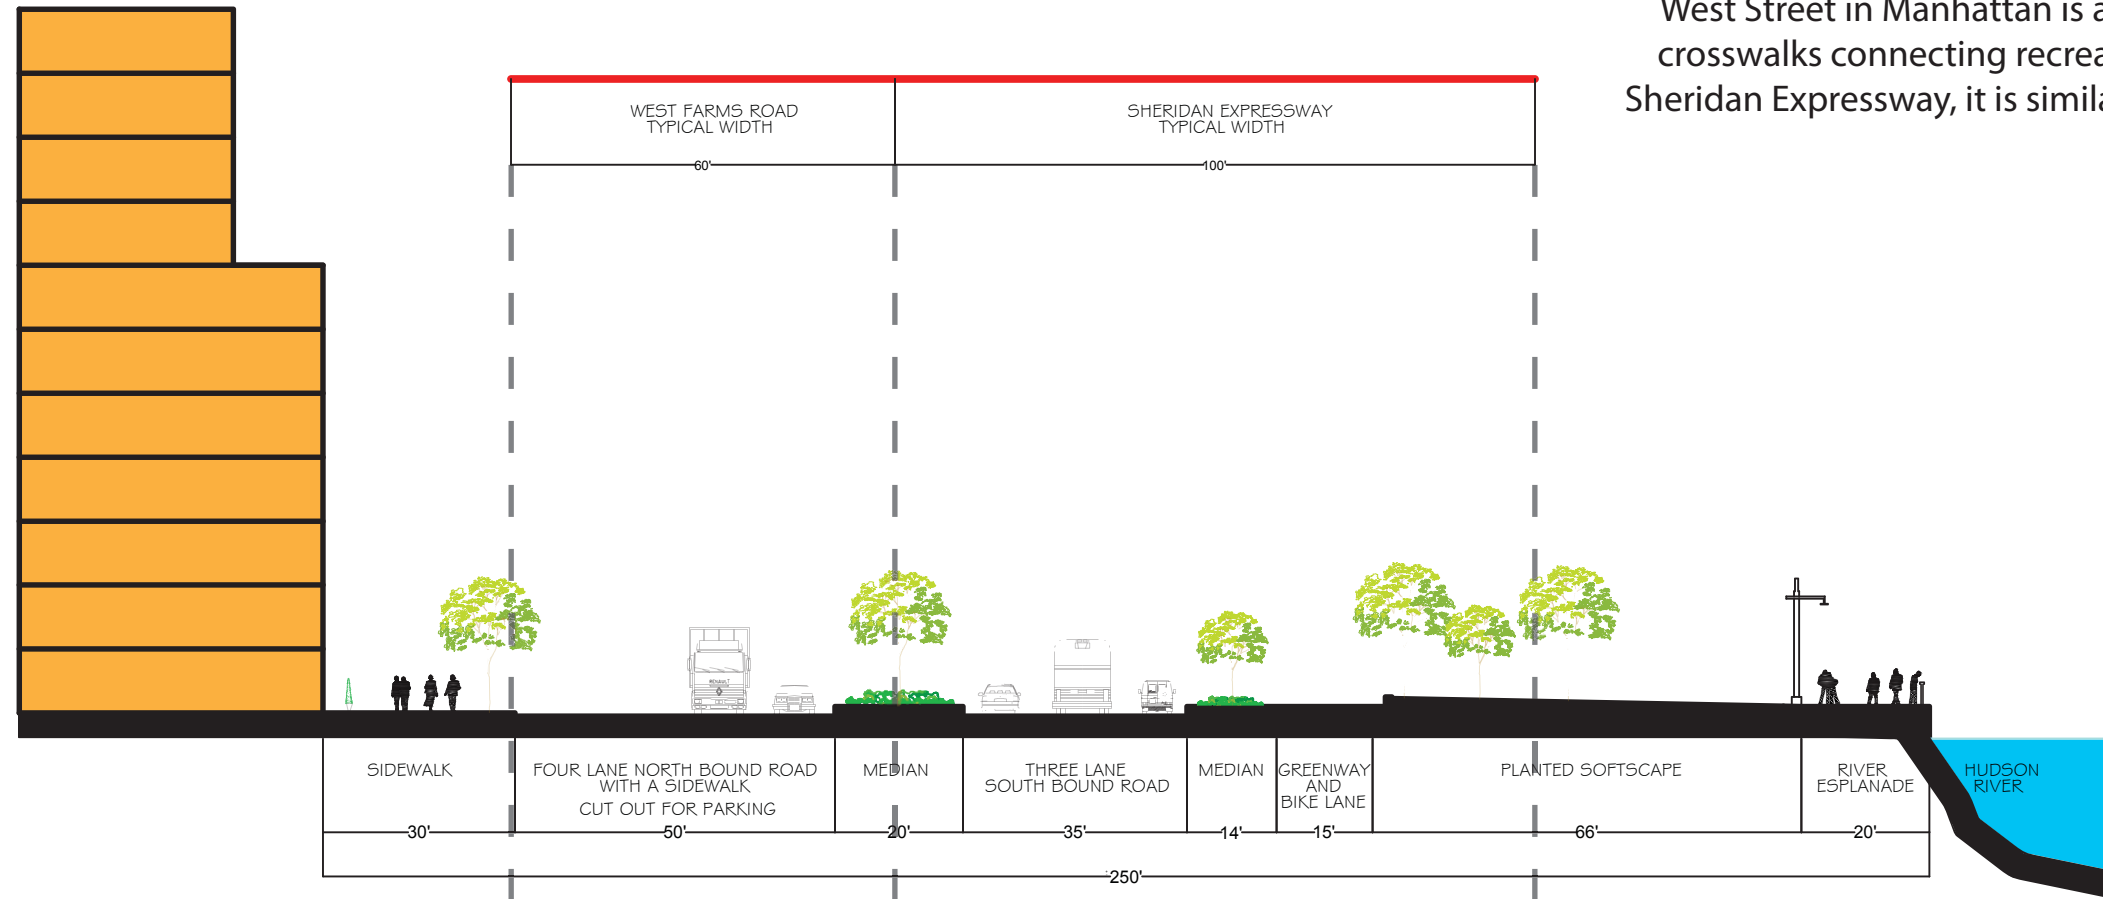 West Street in Manhattan is a
crosswalks connecting recrea
Sheridan Expressway, it is simila
WEST FARMS ROAD
TYPICAL WIDTH
60'
SHERIDAN EXPRESSWAY
TYPICAL WIDTH
100'
RENAULT
SIDEWALK
30'
FOUR LANE NORTH BOUND ROAD
WITH A SIDEWALK
CUT OUT FOR PARKING
50'
MEDIAN
20'
THREE LANE
SOUTH BOUND ROAD
35'
MEDIAN
14'
GREENWAY
AND
BIKE LANE
15'
PLANTED SOFTSCAPE
66'
RIVER
ESPLANADE
20'
HUDSON
RIVER
250'